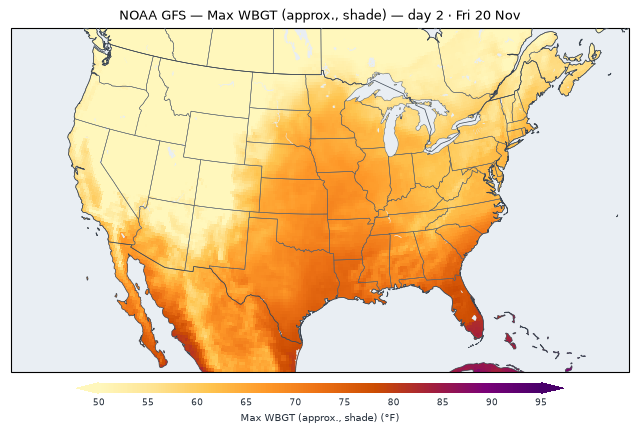 NOAA GFS — Max WBGT (approx., shade) — day 2 · Fri 20 Nov
50 55 60 65 70 75 80 85 90 95
Max WBGT (approx., shade) (°F)